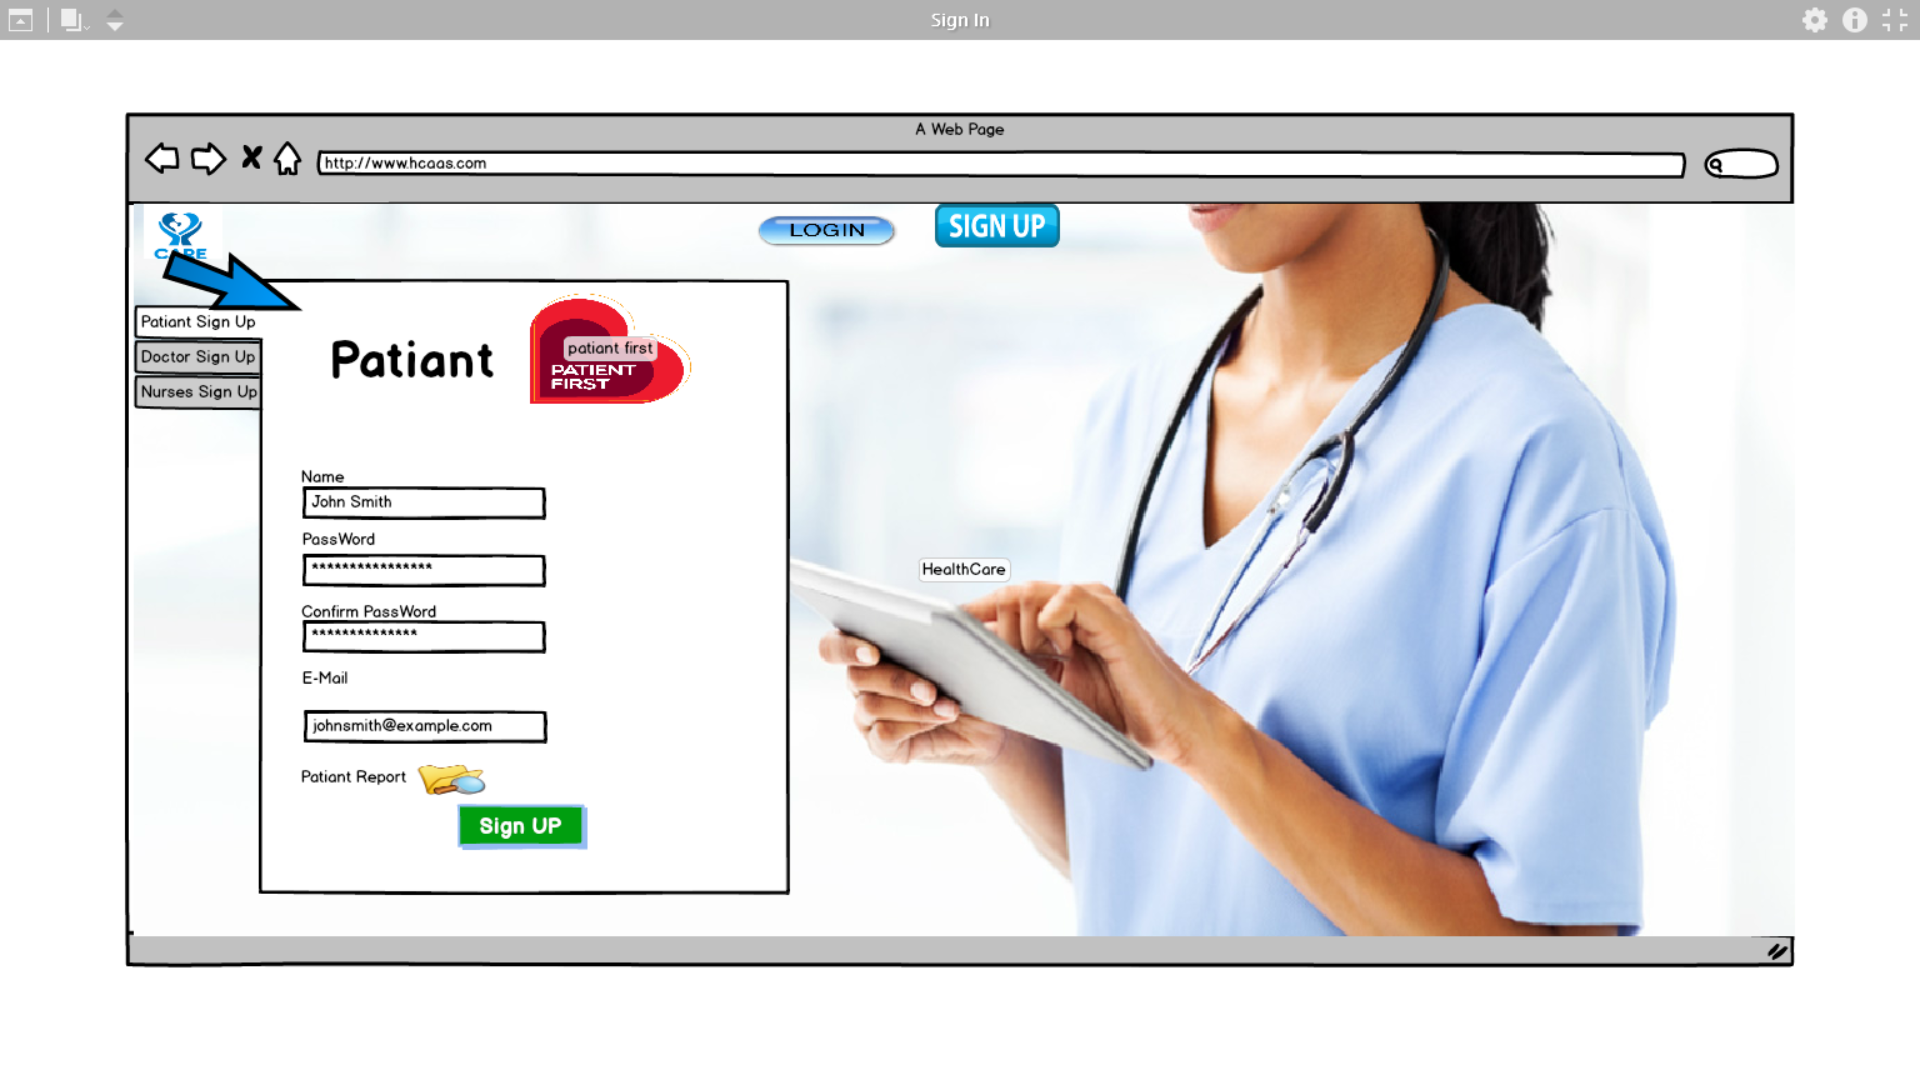 Sign In
A Web Page
http://www.hcaas.com
LOGIN
SIGN UP
Patiant Sign Up
Doctor Sign Up
Nurses Sign Up
Patiant
patiant first
PATIENT
FIRST
Name
John Smith
PassWord
****************
Confirm PassWord
**************
E-Mail
johnsmith@example.com
Patiant Report
Sign UP
HealthCare